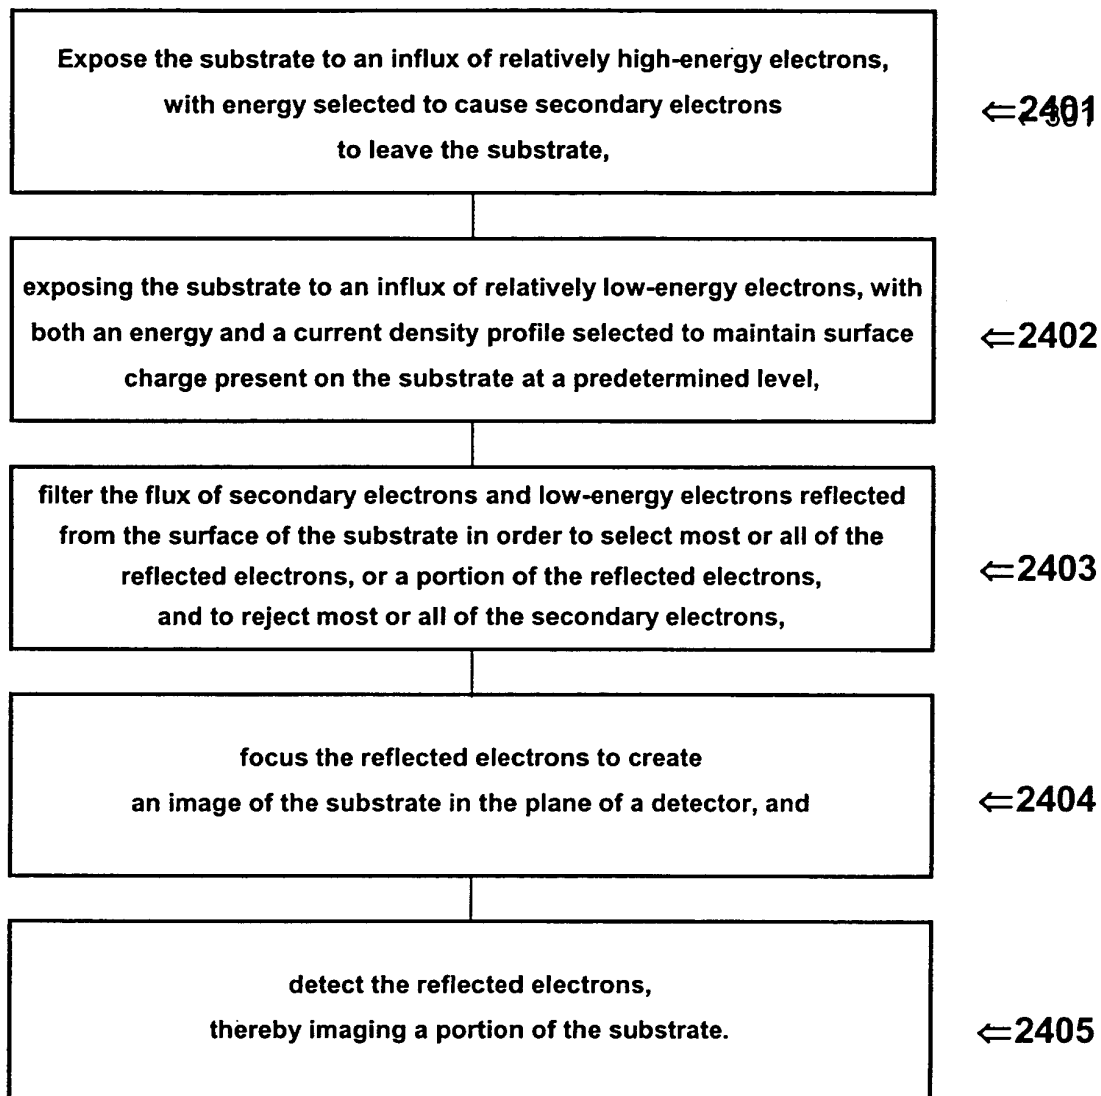 Expose the substrate to an influx of relatively high-energy electrons,
with energy selected to cause secondary electrons
to leave the substrate,
⇐2401
exposing the substrate to an influx of relatively low-energy electrons, with
both an energy and a current density profile selected to maintain surface
charge present on the substrate at a predetermined level,
⇐2402
filter the flux of secondary electrons and low-energy electrons reflected
from the surface of the substrate in order to select most or all of the
reflected electrons, or a portion of the reflected electrons,
and to reject most or all of the secondary electrons,
⇐2403
focus the reflected electrons to create
an image of the substrate in the plane of a detector, and
⇐2404
detect the reflected electrons,
thereby imaging a portion of the substrate.
⇐2405